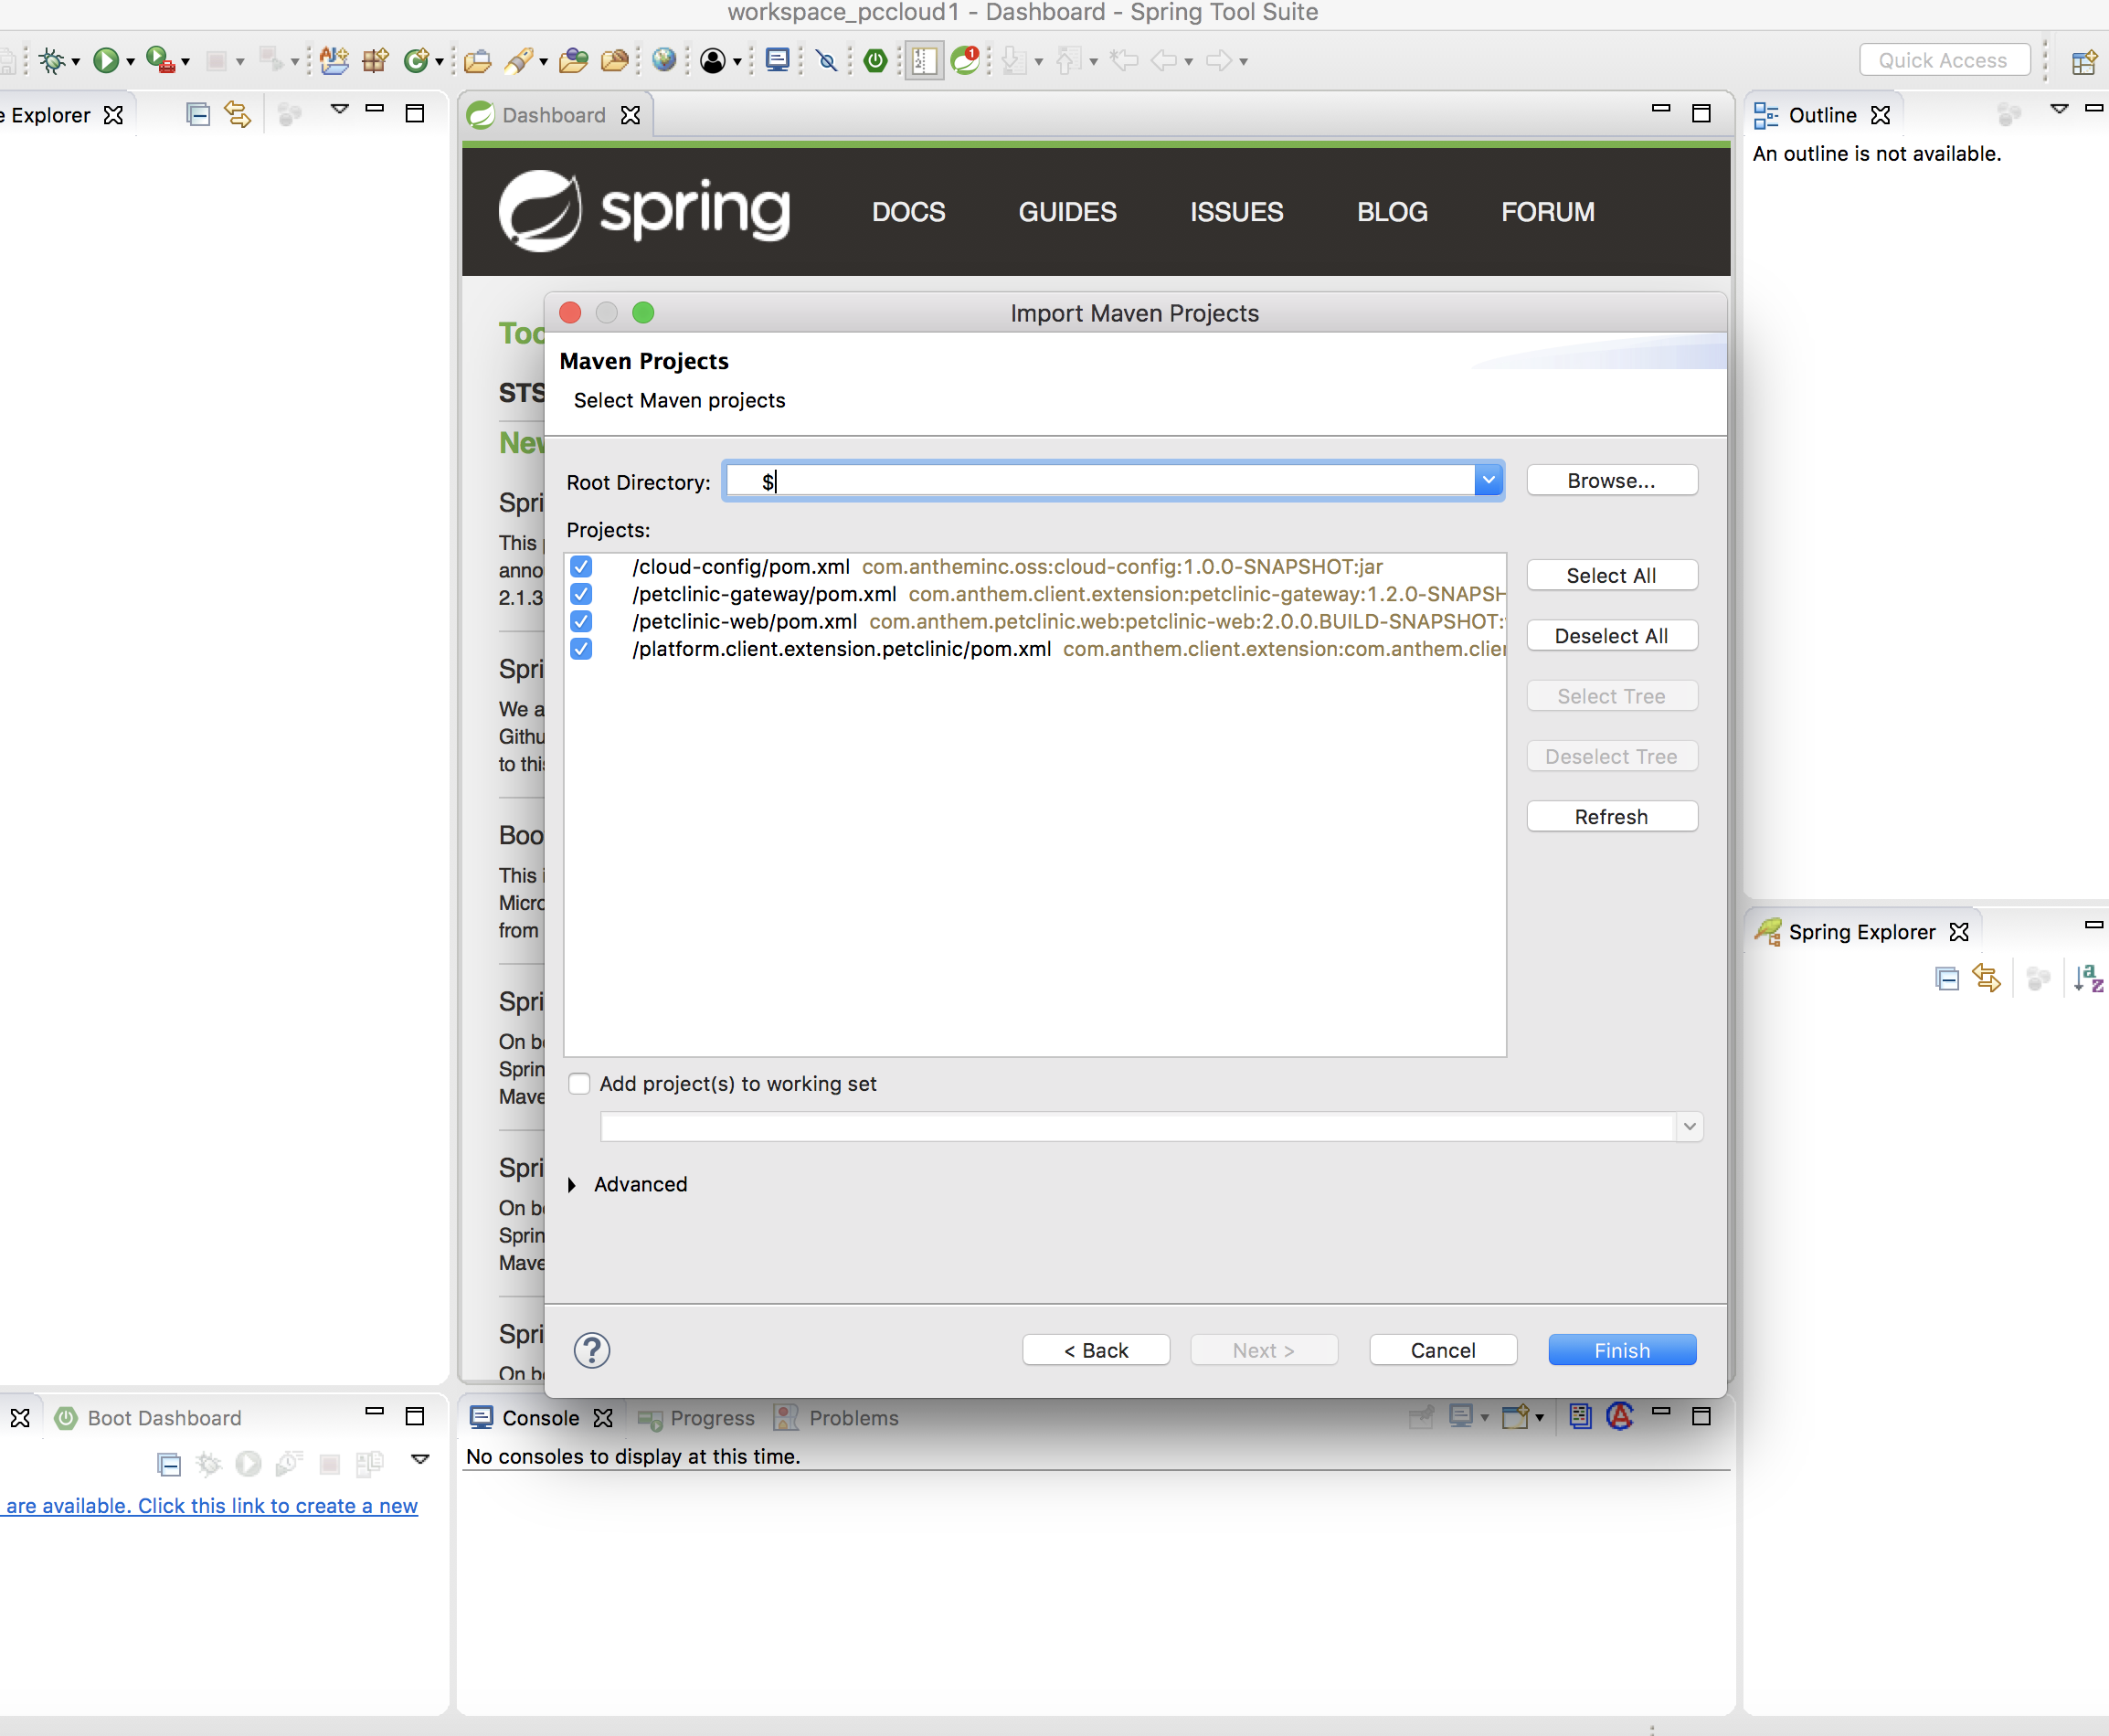 workspace_pccloud1 - Dashboard - Spring Tool Suite
Quick Access
e Explorer
Dashboard
Outline
An outline is not available.
spring
DOCS GUIDES ISSUES BLOG FORUM
Import Maven Projects
Too
Maven Projects
STS
Select Maven projects
New
Root Directory: $
Browse...
Spri
Projects:
This
anno
2.1.3
/cloud-config/pom.xml com.antheminc.oss:cloud-config:1.0.0-SNAPSHOT:jar
/petclinic-gateway/pom.xml com.anthem.client.extension:petclinic-gateway:1.2.0-SNAPSH
/petclinic-web/pom.xml com.anthem.petclinic.web:petclinic-web:2.0.0.BUILD-SNAPSHOT:
/platform.client.extension.petclinic/pom.xml com.anthem.client.extension:com.anthem.clie
Select All
Deselect All
Select Tree
Deselect Tree
Refresh
Spri
We a
Githu
to this
Boo
This i
Micro
from
Spri
On be
Sprin
Mave
Spri
On be
Sprin
Mave
Spri
On be
Add project(s) to working set
Advanced
?
< Back
Next >
Cancel
Finish
Spring Explorer
Boot Dashboard
Console
Progress
Problems
No consoles to display at this time.
are available. Click this link to create a new